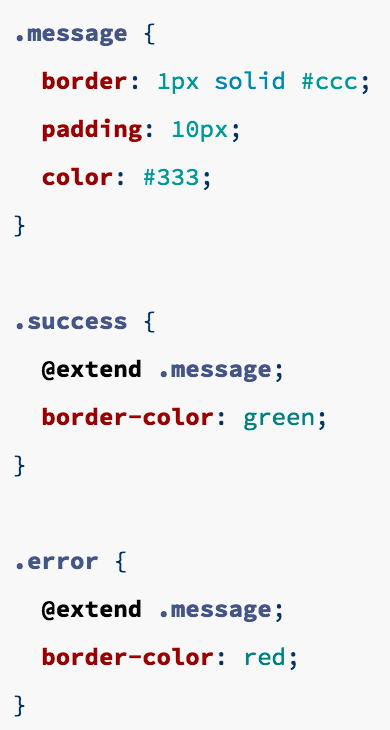 .message {
  border: 1px solid #ccc;
  padding: 10px;
  color: #333;
}

.success {
  @extend .message;
  border-color: green;
}

.error {
  @extend .message;
  border-color: red;
}